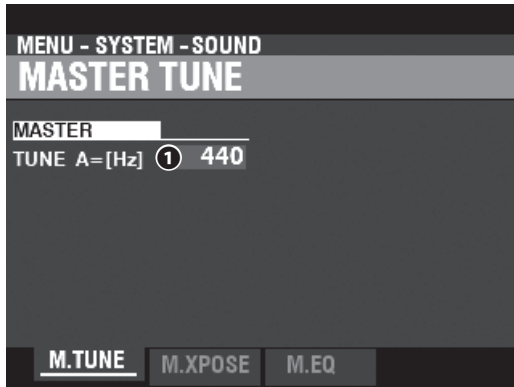 MENU - SYSTEM - SOUND
MASTER TUNE
MASTER
TUNE A=[Hz] 1 440
M.TUNE M.XPOSE M.EQ